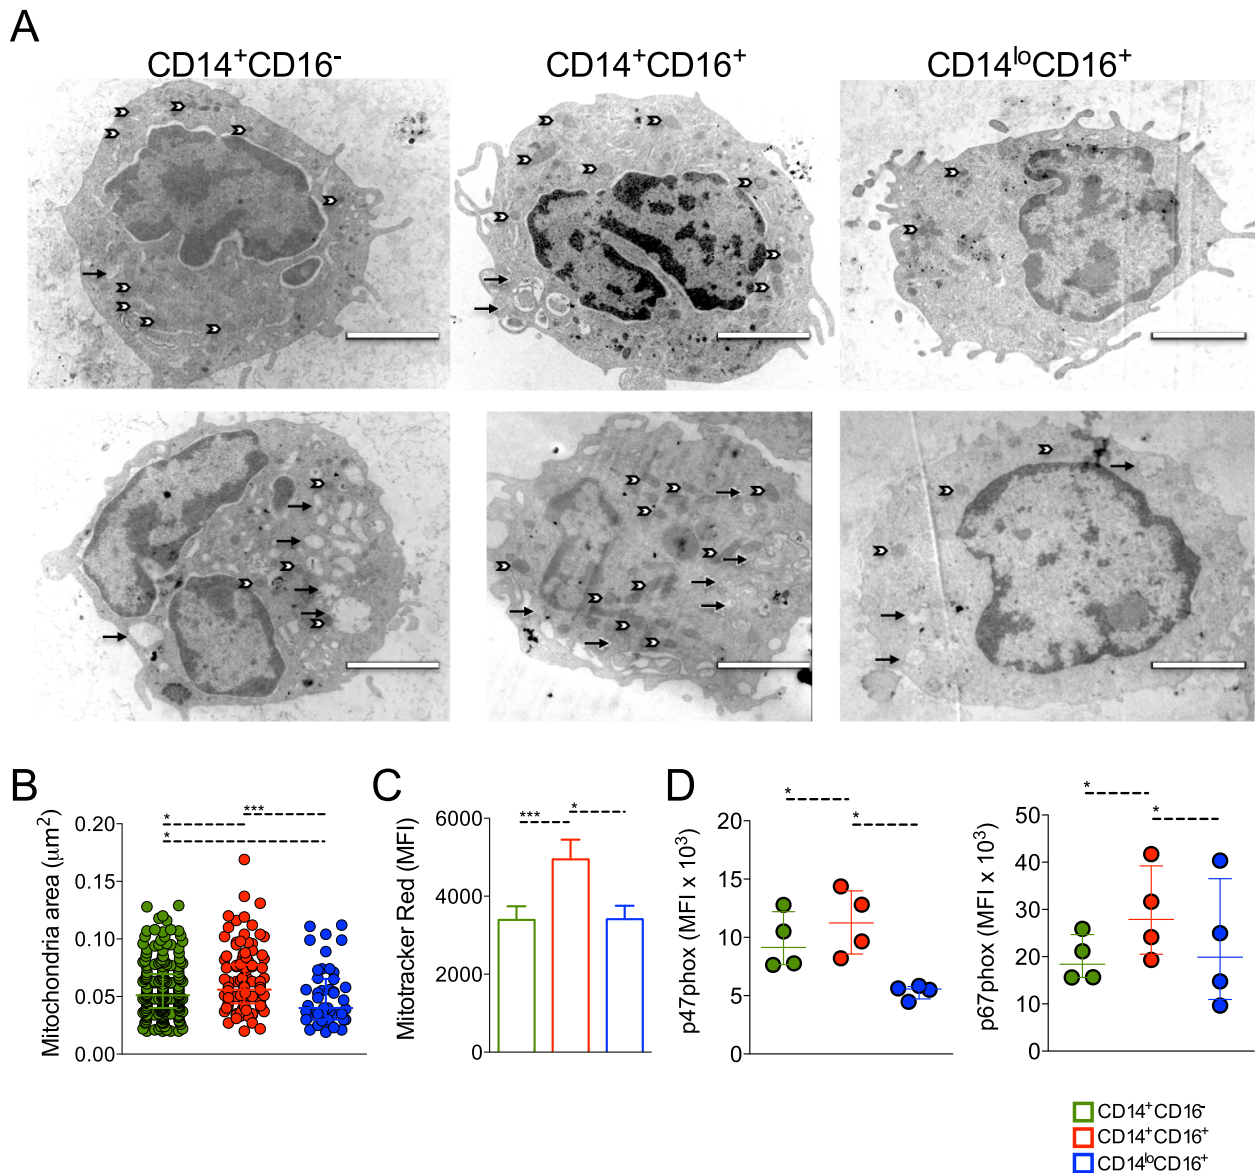 A
CD14⁺CD16⁻
CD14⁺CD16⁺
CD14ˡᵒCD16⁺
B
Mitochondria area (μm²)
0.20
0.15
0.10
0.05
0.00
*
*
***
C
Mitotracker Red (MFI)
6000
4000
2000
0
***
*
D
p47phox (MFI x 10³)
20
15
10
5
0
*
*
p67phox (MFI x 10³)
50
40
30
20
10
0
*
*
CD14⁺CD16⁻
CD14⁺CD16⁺
CD14ˡᵒCD16⁺